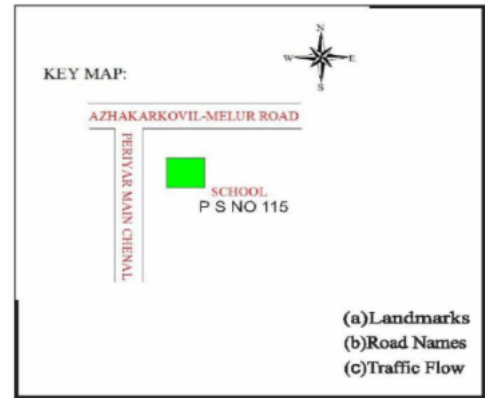 N
W E
S
KEY MAP:
AZHAKARKOVIL-MELUR ROAD
PERIYAR MAIN CHENAL
SCHOOL
P S NO 115
(a)Landmarks
(b)Road Names
(c)Traffic Flow